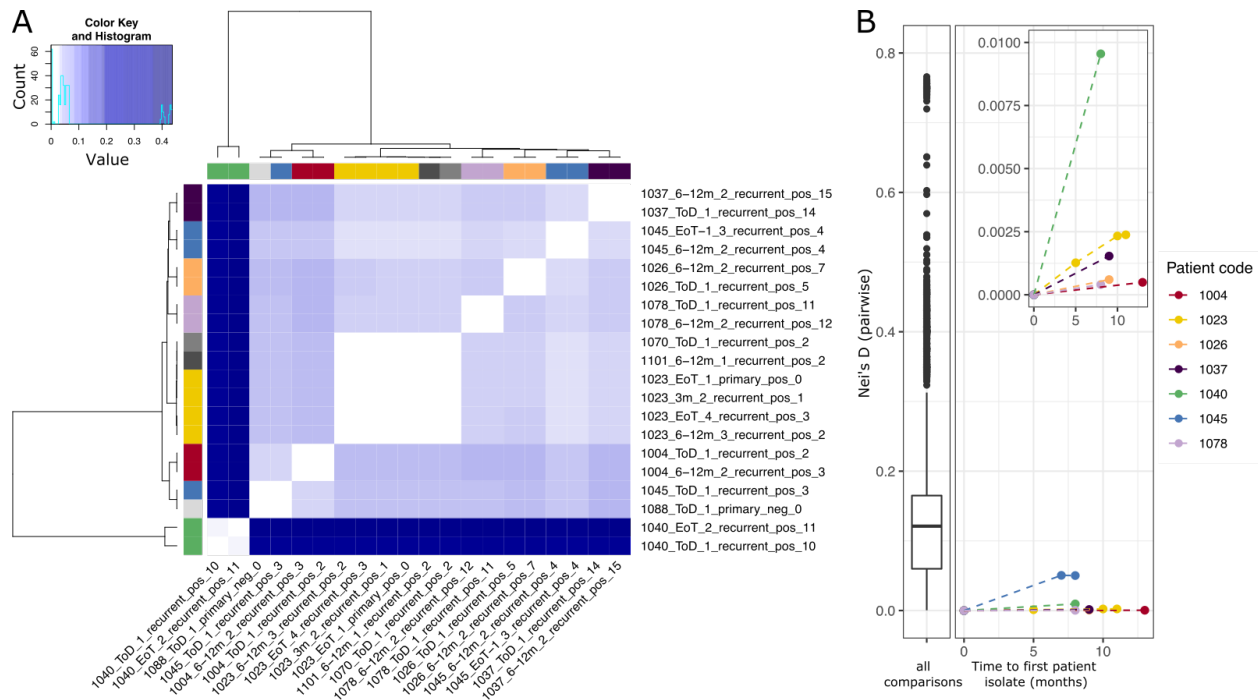 A
Color Key
and Histogram
Count
0 20 40 60
0 0.1 0.2 0.3 0.4
Value
1037_6−12m_2_recurrent_pos_15
1037_ToD_1_recurrent_pos_14
1045_EoT−1_3_recurrent_pos_4
1045_6−12m_2_recurrent_pos_4
1026_6−12m_2_recurrent_pos_7
1026_ToD_1_recurrent_pos_5
1078_ToD_1_recurrent_pos_11
1078_6−12m_2_recurrent_pos_12
1070_ToD_1_recurrent_pos_2
1101_6−12m_1_recurrent_pos_2
1023_EoT_1_primary_pos_0
1023_3m_2_recurrent_pos_1
1023_EoT_4_recurrent_pos_3
1023_6−12m_3_recurrent_pos_2
1004_ToD_1_recurrent_pos_2
1004_6−12m_2_recurrent_pos_3
1045_ToD_1_recurrent_pos_3
1088_ToD_1_primary_neg_0
1040_EoT_2_recurrent_pos_11
1040_ToD_1_recurrent_pos_10
1040_ToD_1_recurrent_pos_10
1040_EoT_2_recurrent_pos_11
1088_ToD_1_primary_neg_0
1045_ToD_1_recurrent_pos_3
1004_6−12m_2_recurrent_pos_3
1004_ToD_1_recurrent_pos_2
1023_6−12m_3_recurrent_pos_2
1023_EoT_4_recurrent_pos_3
1023_3m_2_recurrent_pos_1
1023_EoT_1_primary_pos_0
1101_6−12m_1_recurrent_pos_2
1070_ToD_1_recurrent_pos_2
1078_6−12m_2_recurrent_pos_12
1078_ToD_1_recurrent_pos_11
1026_ToD_1_recurrent_pos_5
1026_6−12m_2_recurrent_pos_7
1045_6−12m_2_recurrent_pos_4
1045_EoT−1_3_recurrent_pos_4
1037_ToD_1_recurrent_pos_14
1037_6−12m_2_recurrent_pos_15
B
Nei's D (pairwise)
0.8
0.6
0.4
0.2
0.0
all
comparisons
0.0100
0.0075
0.0050
0.0025
0.0000
0 5 10
0 5 10
Time to first patient
isolate (months)
Patient code
1004
1023
1026
1037
1040
1045
1078